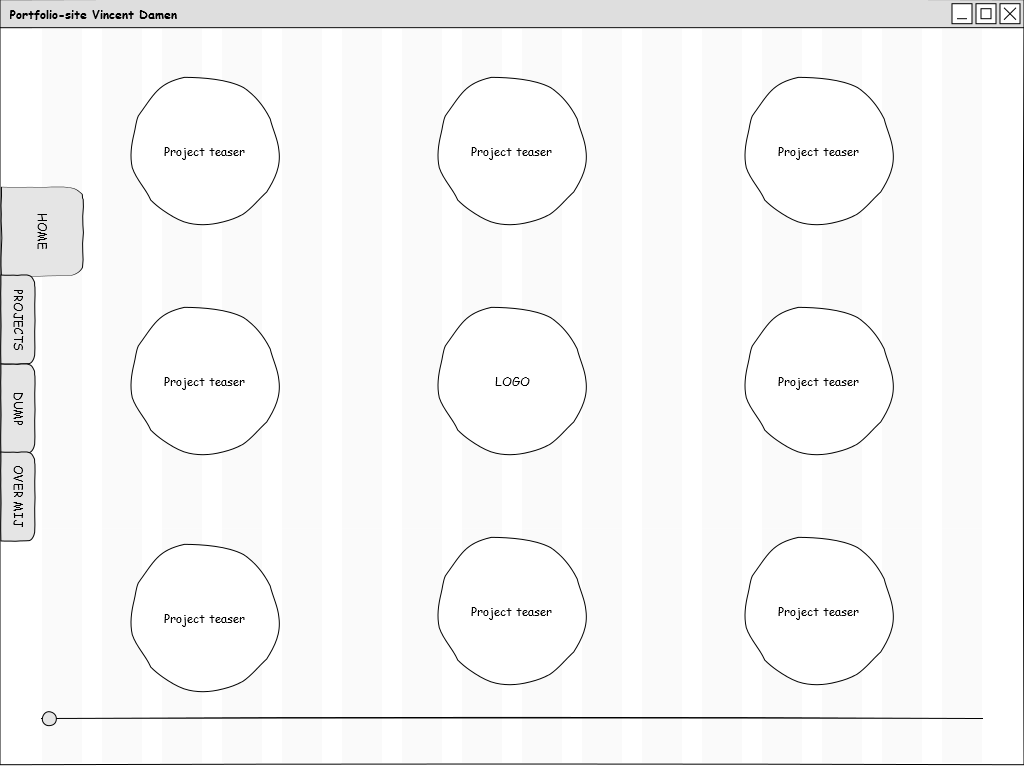 Portfolio-site Vincent Damen
Project teaser
Project teaser
Project teaser
HOME
PROJECTS
DUMP
OVER MIJ
Project teaser
LOGO
Project teaser
Project teaser
Project teaser
Project teaser